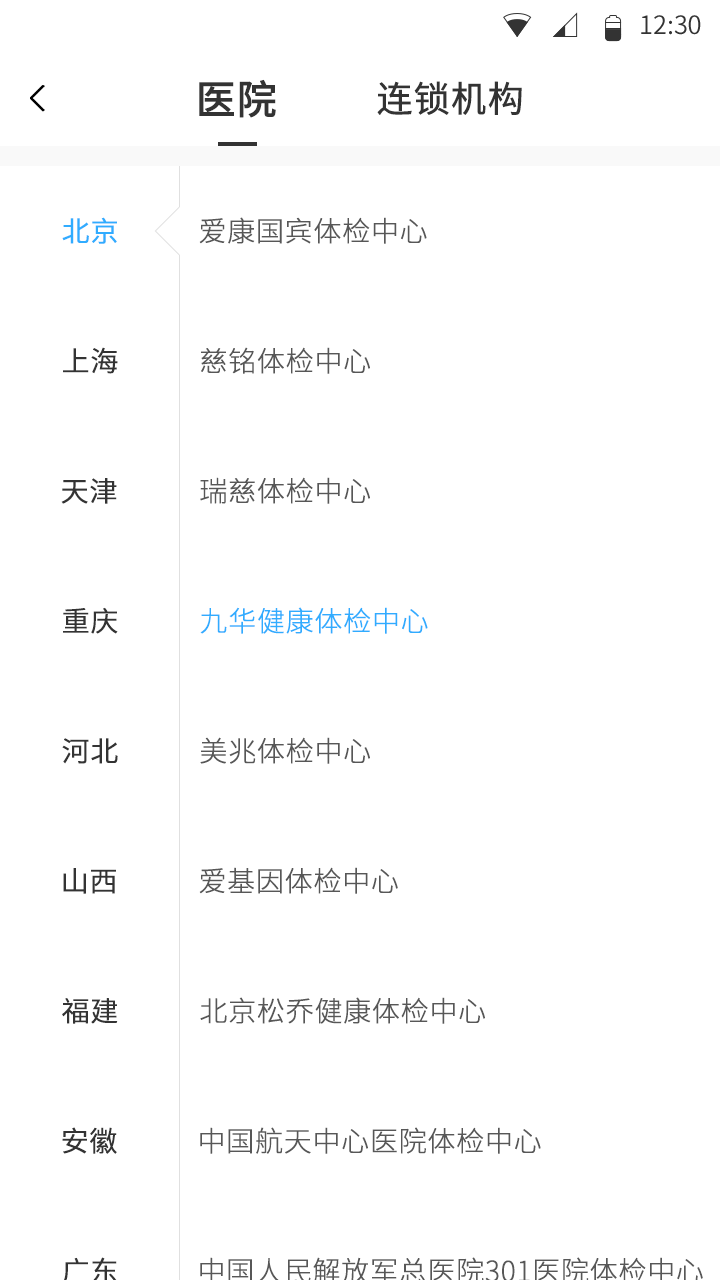 12:30
医院 连锁机构
北京 爱康国宾体检中心
上海 慈铭体检中心
天津 瑞慈体检中心
重庆 九华健康体检中心
河北 美兆体检中心
山西 爱基因体检中心
福建 北京松乔健康体检中心
安徽 中国航天中心医院体检中心
广东 中国人民解放军总医院301医院体检中心